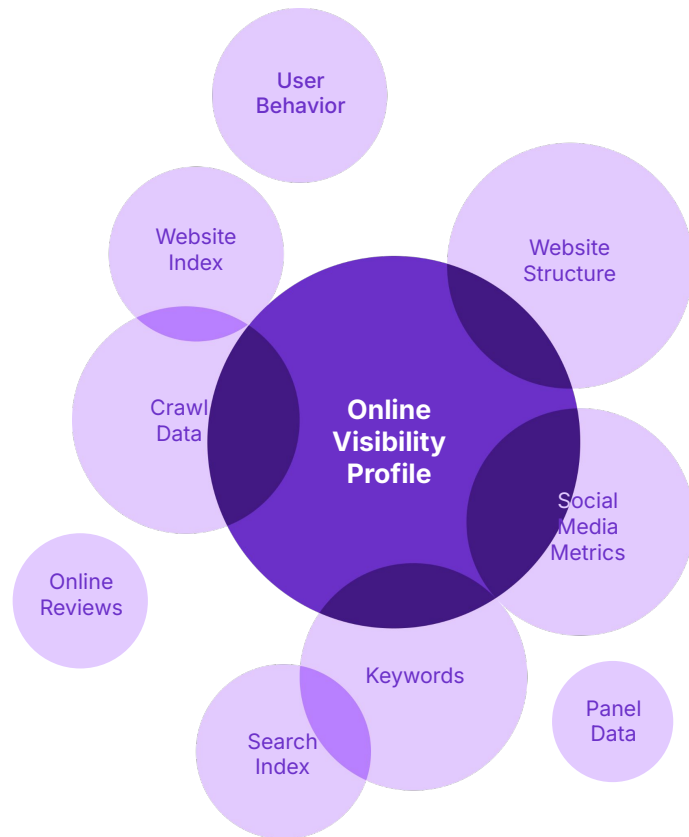 User
Behavior
Website
Index
Website
Structure
Crawl
Data
Online
Visibility
Profile
Social
Media
Metrics
Online
Reviews
Keywords
Search
Index
Panel
Data